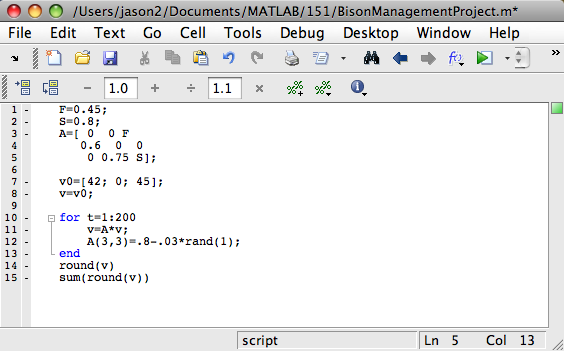 /Users/jason2/Documents/MATLAB/151/BisonManagementProject.m*
File Edit Text Go Cell Tools Debug Desktop Window Help
- 1.0 + ÷ 1.1 ×
1 - F=0.45;
2 - S=0.8;
3 - A=[ 0 0 F
4 0.6 0 0
5 0 0.75 S];
6
7 - v0=[42; 0; 45];
8 - v=v0;
9
10 - for t=1:200
11 - v=A*v;
12 - A(3,3)=.8-.03*rand(1);
13 - end
14 - round(v)
15 - sum(round(v))
script Ln 5 Col 13